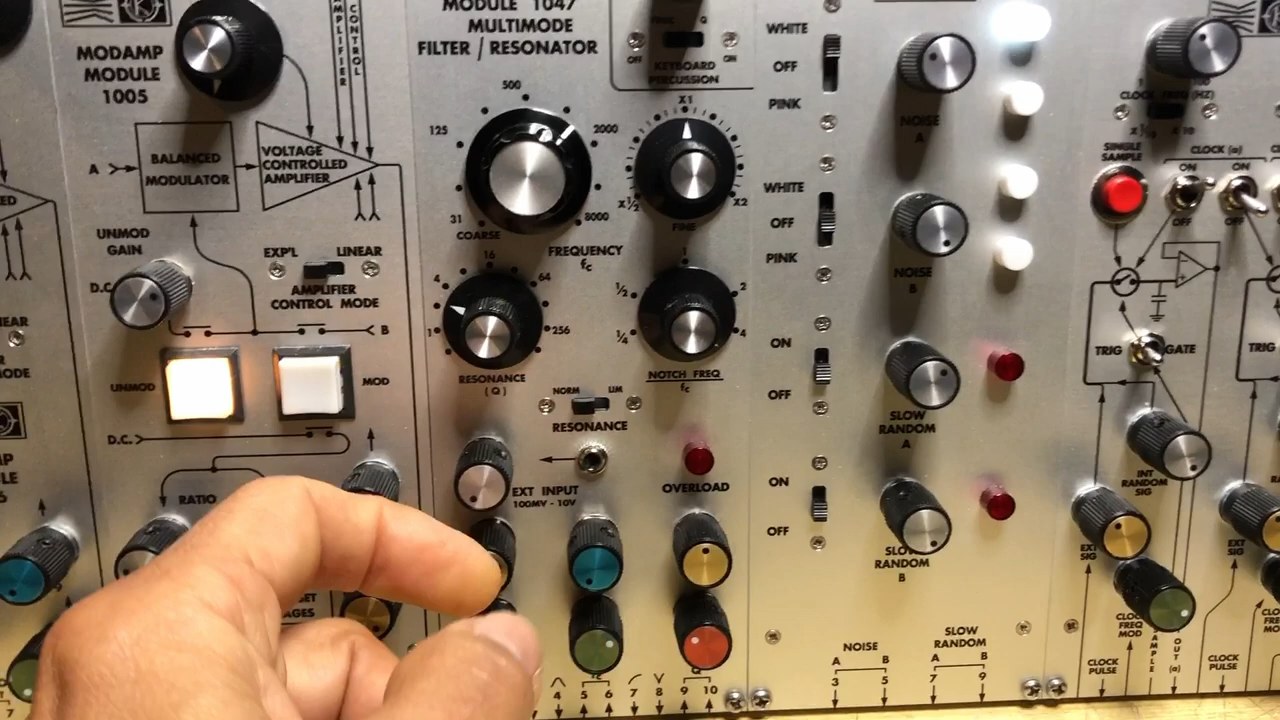 MODAMP
MODULE
1005
AMPLIFIER
CONTROL
A
BALANCED
MODULATOR
VOLTAGE
CONTROLLED
AMPLIFIER
UNMOD
GAIN
D.C.
EXP'L
LINEAR
AMPLIFIER
CONTROL MODE
B
UNMOD
MOD
D.C.
RATIO
MODULE 1047
MULTIMODE
FILTER / RESONATOR
OFF
Q
ON
KEYBOARD
PERCUSSION
500
125
2000
31
8000
COARSE
X1
X½
X2
FINE
FREQUENCY
fc
16
4
64
1
256
RESONANCE
(Q)
1
½
2
¼
4
NOTCH FREQ
fc
NORM
LIM
RESONANCE
EXT INPUT
100MV - 10V
OVERLOAD
4
5
6
7
8
9
10
WHITE
OFF
PINK
WHITE
OFF
PINK
ON
OFF
ON
OFF
NOISE
A
NOISE
B
SLOW
RANDOM
A
SLOW
RANDOM
B
NOISE
A
B
3
5
SLOW
RANDOM
A
B
7
9
X 10
SINGLE
SAMPLE
CLOCK (a)
ON
OFF
ON
OFF
TRIG
GATE
INT
RANDOM
SIG
EXT
SIG
CLOCK
FREQ
MOD
CLOCK
PULSE
OUT (a)
TRIG
EXT
SIG
CLOCK
PULSE